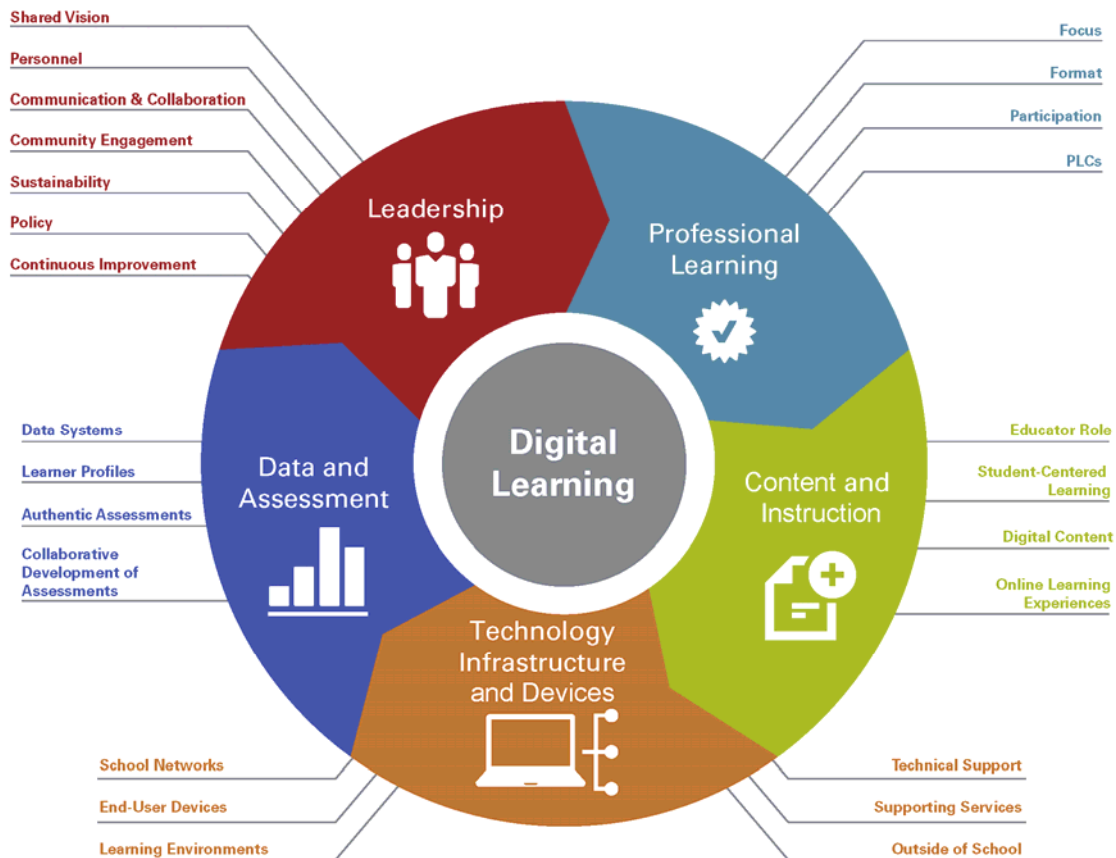 Shared Vision
Personnel
Communication & Collaboration
Community Engagement
Sustainability
Policy
Continuous Improvement
Focus
Format
Participation
PLCs
Leadership
Professional
Learning
Digital
Learning
Data Systems
Learner Profiles
Authentic Assessments
Collaborative
Development of
Assessments
Data and
Assessment
Content and
Instruction
Educator Role
Student-Centered
Learning
Digital Content
Online Learning
Experiences
Technology
Infrastructure
and Devices
School Networks
End-User Devices
Learning Environments
Technical Support
Supporting Services
Outside of School